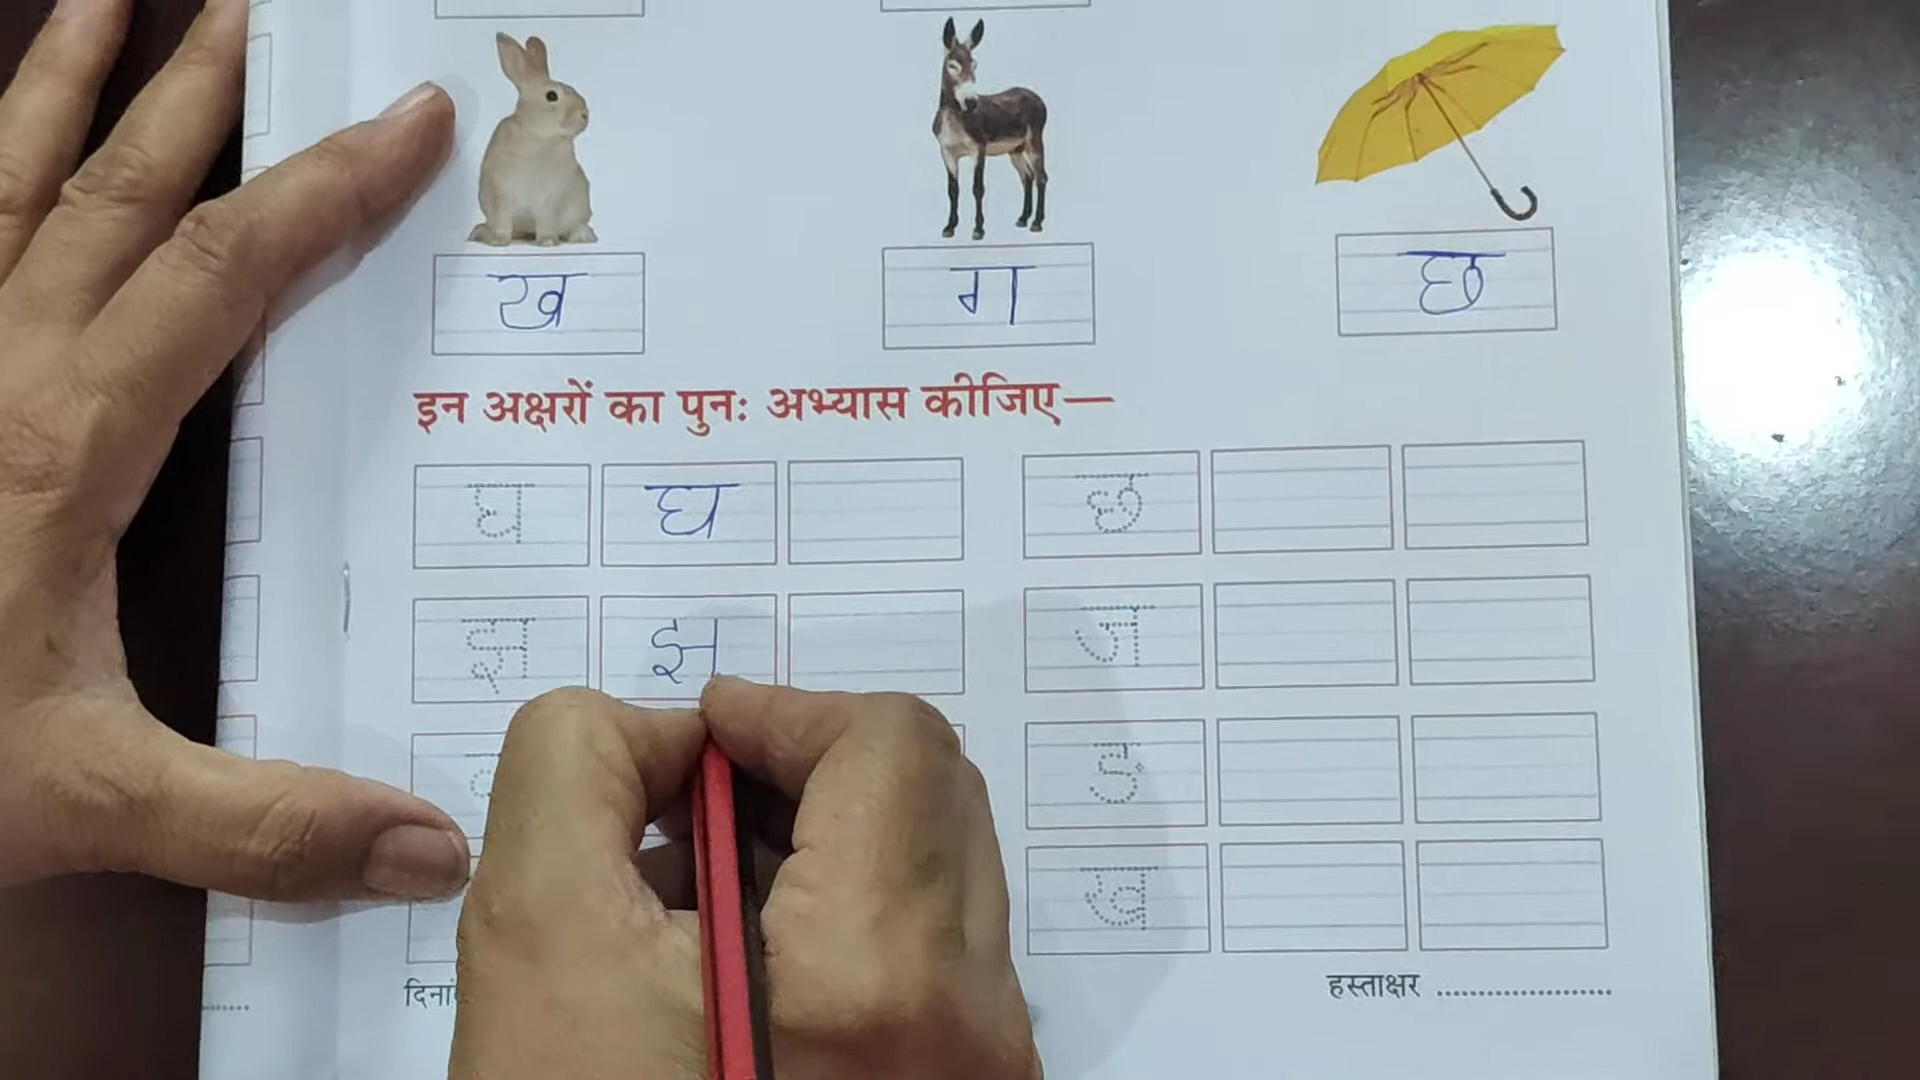 ख ग छ
इन अक्षरों का पुनः अभ्यास कीजिए—
घ घ छ
झ झ ज
ङ
ख
हस्ताक्षर ......................